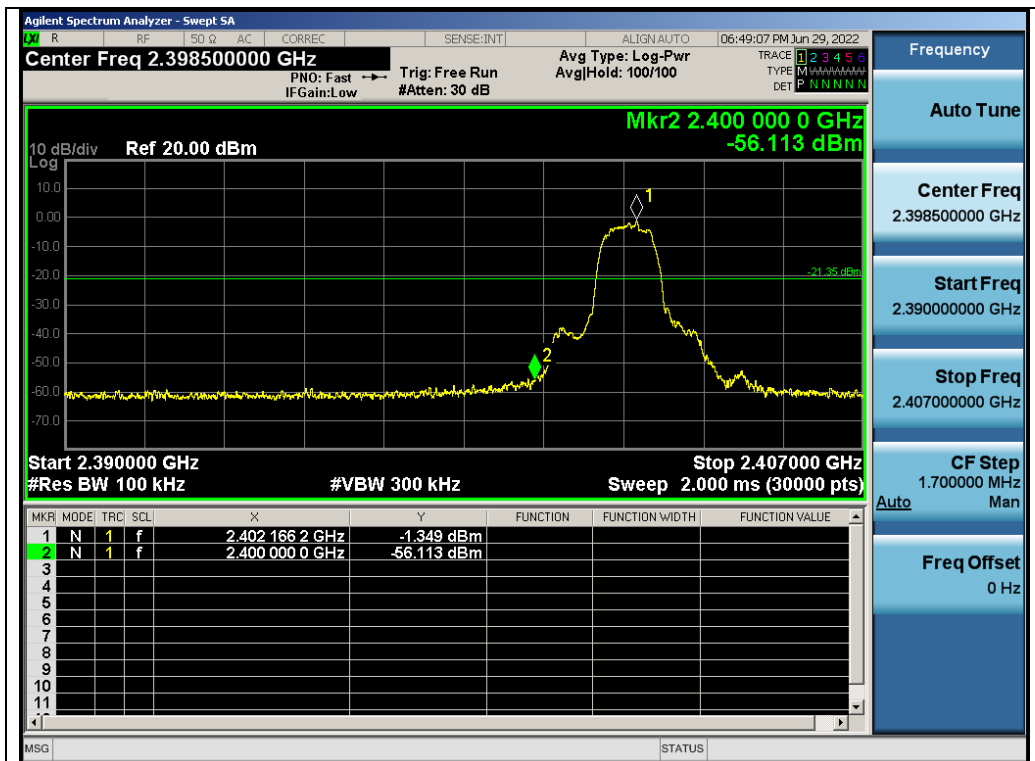 Agilent Spectrum Analyzer - Swept SA
LXI R RF 50 Ω AC CORREC SENSE:INT ALIGN AUTO 06:49:07 PM Jun 29, 2022
Center Freq 2.398500000 GHz
PNO: Fast
IFGain:Low
Trig: Free Run
#Atten: 30 dB
Avg Type: Log-Pwr
Avg|Hold: 100/100
TRACE 1 2 3 4 5 6
TYPE M WWWWW
DET P N N N N N
Mkr2 2.400 000 0 GHz
-56.113 dBm
10 dB/div Ref 20.00 dBm
Log
10.0
0.00
-10.0
-20.0
-30.0
-40.0
-50.0
-60.0
-70.0
1
-21.35 dBm
2
Start 2.390000 GHz Stop 2.407000 GHz
#Res BW 100 kHz #VBW 300 kHz Sweep 2.000 ms (30000 pts)
MKR MODE TRC SCL X Y FUNCTION FUNCTION WIDTH FUNCTION VALUE
1 N 1 f 2.402 166 2 GHz -1.349 dBm
2 N 1 f 2.400 000 0 GHz -56.113 dBm
3
4
5
6
7
8
9
10
11
MSG STATUS
Frequency
Auto Tune
Center Freq
2.398500000 GHz
Start Freq
2.390000000 GHz
Stop Freq
2.407000000 GHz
CF Step
1.700000 MHz
Auto Man
Freq Offset
0 Hz